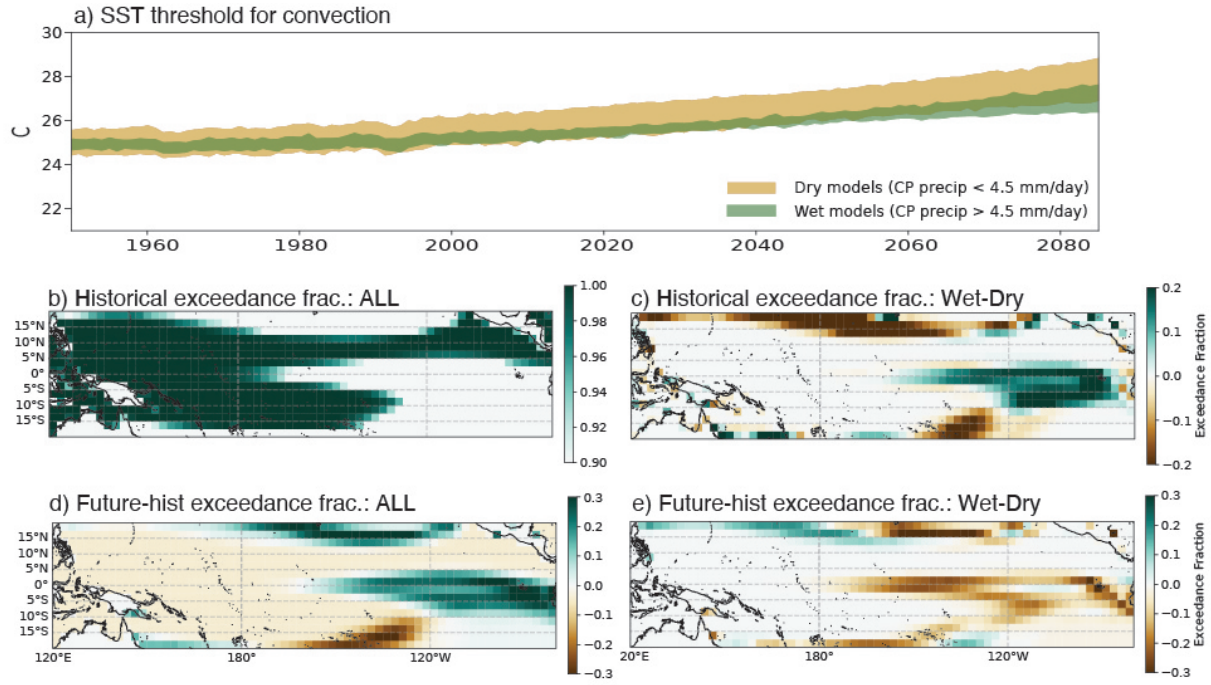 a) SST threshold for convection
30
28
26
24
22
C
Dry models (CP precip < 4.5 mm/day)
Wet models (CP precip > 4.5 mm/day)
1960 1980 2000 2020 2040 2060 2080
b) Historical exceedance frac.: ALL
15°N
10°N
5°N
0°
5°S
10°S
15°S
1.00
0.98
0.96
0.94
0.92
0.90
c) Historical exceedance frac.: Wet-Dry
180° 120°W
0.2
0.1
0.0
−0.1
−0.2
Exceedance Fraction
d) Future-hist exceedance frac.: ALL
15°N
10°N
5°N
0°
5°S
10°S
15°S
120°E 180° 120°W
0.3
0.2
0.1
0.0
−0.1
−0.2
−0.3
e) Future-hist exceedance frac.: Wet-Dry
20°E 180° 120°W
0.3
0.2
0.1
0.0
−0.1
−0.2
−0.3
Exceedance Fraction